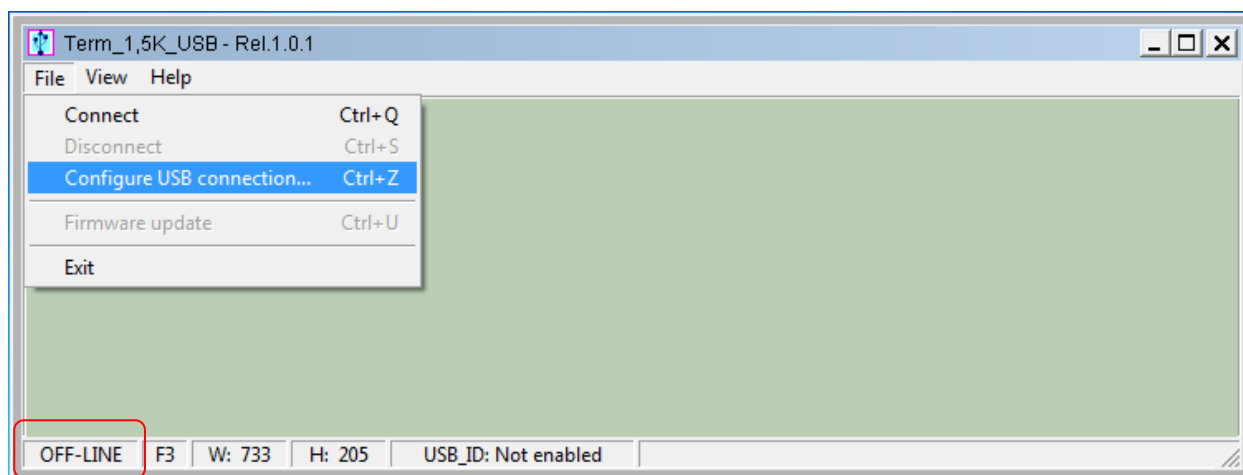 Term_1,5K_USB - Rel.1.0.1
File View Help
Connect Ctrl+Q
Disconnect Ctrl+S
Configure USB connection... Ctrl+Z
Firmware update Ctrl+U
Exit
OFF-LINE F3 W: 733 H: 205 USB_ID: Not enabled